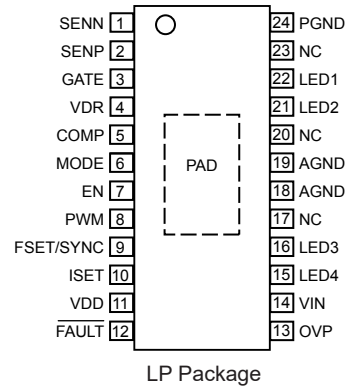 SENN 1 24 PGND
SENP 2 23 NC
GATE 3 22 LED1
VDR 4 21 LED2
COMP 5 20 NC
MODE 6 PAD 19 AGND
EN 7 18 AGND
PWM 8 17 NC
FSET/SYNC 9 16 LED3
ISET 10 15 LED4
VDD 11 14 VIN
FAULT 12 13 OVP
LP Package